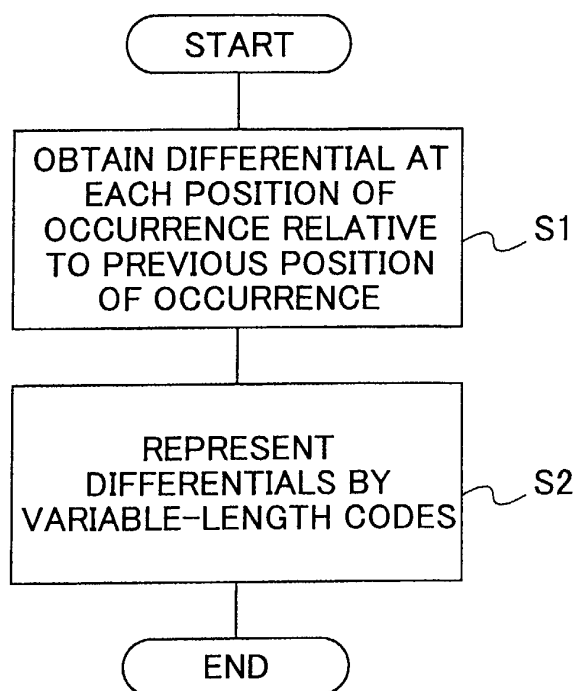 START
OBTAIN DIFFERENTIAL AT
EACH POSITION OF
OCCURRENCE RELATIVE
TO PREVIOUS POSITION
OF OCCURRENCE
S1
REPRESENT
DIFFERENTIALS BY
VARIABLE-LENGTH CODES
S2
END